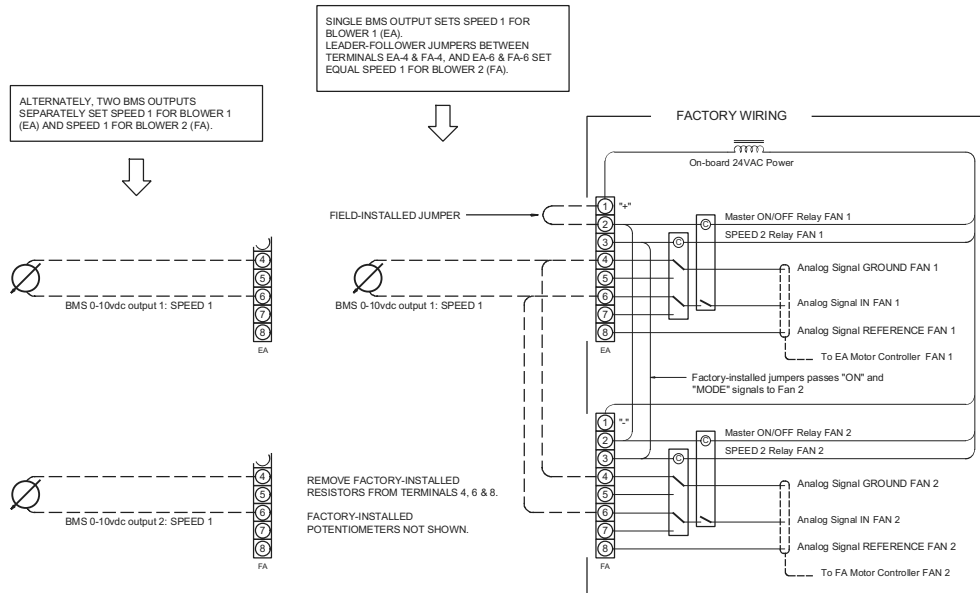 SINGLE BMS OUTPUT SETS SPEED 1 FOR
BLOWER 1 (EA).
LEADER-FOLLOWER JUMPERS BETWEEN
TERMINALS EA-4 & FA-4, AND EA-6 & FA-6 SET
EQUAL SPEED 1 FOR BLOWER 2 (FA).
ALTERNATELY, TWO BMS OUTPUTS
SEPARATELY SET SPEED 1 FOR BLOWER 1
(EA) AND SPEED 1 FOR BLOWER 2 (FA).
FACTORY WIRING
On-board 24VAC Power
FIELD-INSTALLED JUMPER
1 "+"
2
3
4
5
6
7
8
EA
C
C
Master ON/OFF Relay FAN 1
SPEED 2 Relay FAN 1
Analog Signal GROUND FAN 1
Analog Signal IN FAN 1
Analog Signal REFERENCE FAN 1
To EA Motor Controller FAN 1
4
5
6
7
8
EA
BMS 0-10vdc output 1: SPEED 1
BMS 0-10vdc output 1: SPEED 1
Factory-installed jumpers passes "ON" and
"MODE" signals to Fan 2
1 "-"
2
3
4
5
6
7
8
FA
C
C
Master ON/OFF Relay FAN 2
SPEED 2 Relay FAN 2
Analog Signal GROUND FAN 2
Analog Signal IN FAN 2
Analog Signal REFERENCE FAN 2
To FA Motor Controller FAN 2
4
5
6
7
8
FA
BMS 0-10vdc output 2: SPEED 1
REMOVE FACTORY-INSTALLED
RESISTORS FROM TERMINALS 4, 6 & 8.
FACTORY-INSTALLED
POTENTIOMETERS NOT SHOWN.